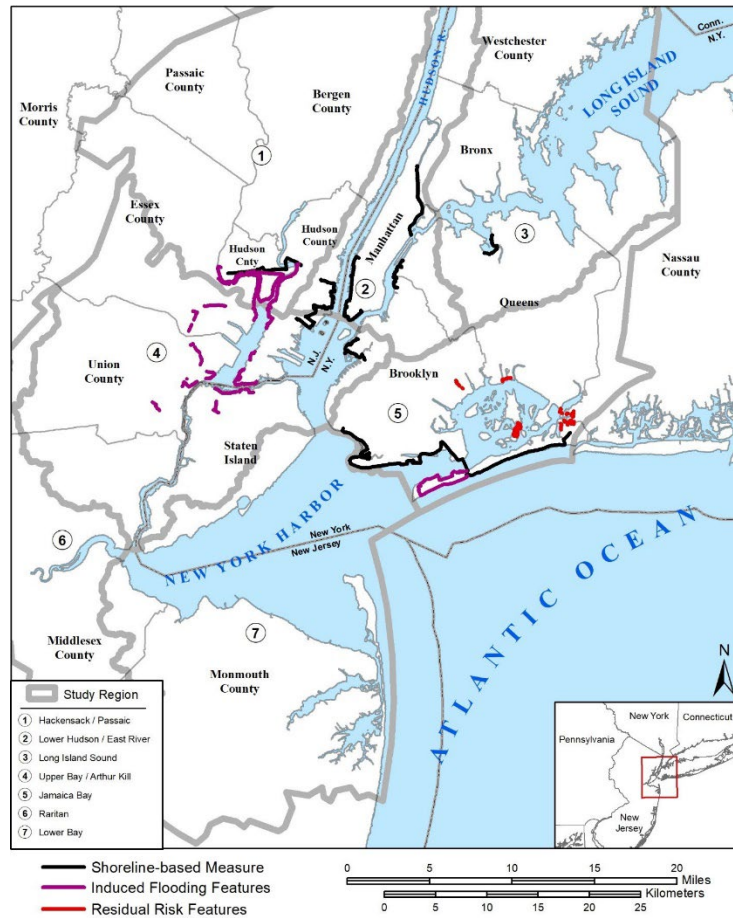 Westchester
County
Conn.
N.Y.
Passaic
County
HUDSON R.
Bergen
County
LONG ISLAND
SOUND
Morris
County
Bronx
1
Essex
County
Hudson
County
Manhattan
Hudson
Cnty
3
Nassau
County
2
Queens
4
Union
County
N.J.
N.Y.
Brooklyn
5
Staten
Island
NEW YORK HARBOR
New York
New Jersey
6
ATLANTIC OCEAN
7
Middlesex
County
Monmouth
County
N
Study Region
1 Hackensack / Passaic
2 Lower Hudson / East River
3 Long Island Sound
4 Upper Bay / Arthur Kill
5 Jamaica Bay
6 Raritan
7 Lower Bay
New York
Connecticut
Pennsylvania
New
Jersey
Shoreline-based Measure
Induced Flooding Features
Residual Risk Features
0 5 10 15 20
Miles
Kilometers
0 5 10 15 20 25